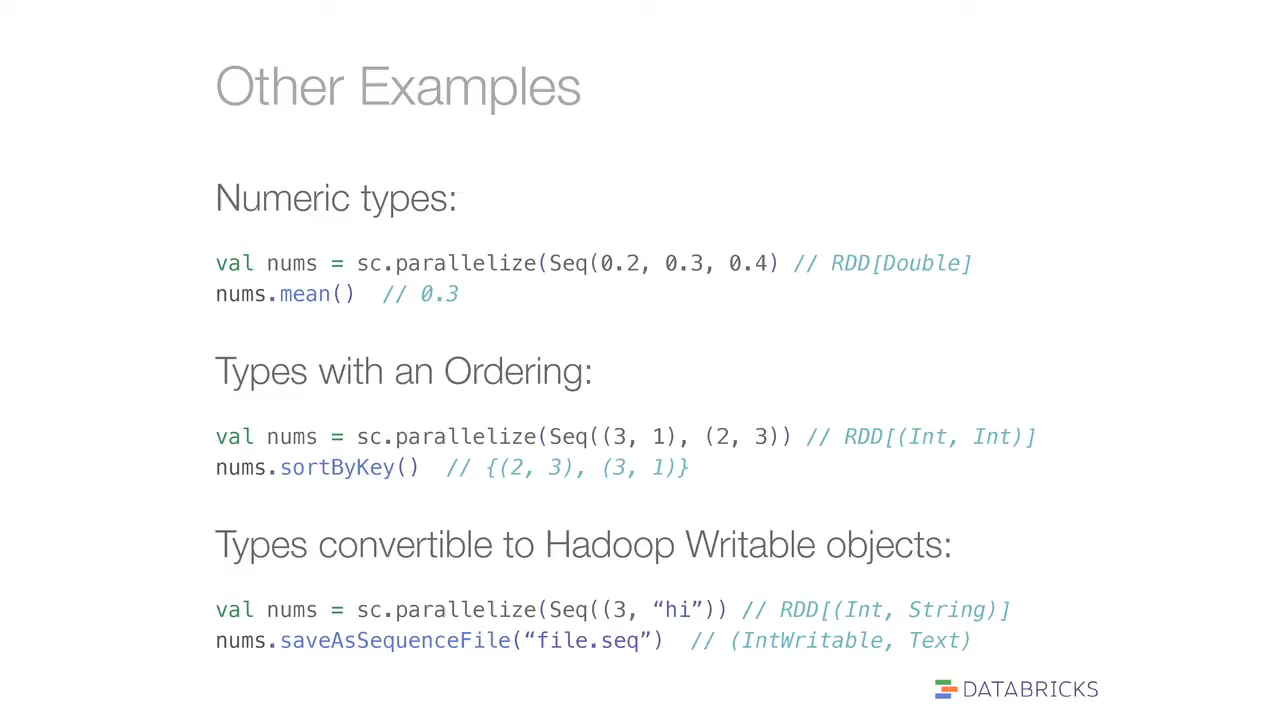 Other Examples
Numeric types:
val nums = sc.parallelize(Seq(0.2, 0.3, 0.4) // RDD[Double]
nums.mean() // 0.3
Types with an Ordering:
val nums = sc.parallelize(Seq((3, 1), (2, 3)) // RDD[(Int, Int)]
nums.sortByKey() // {(2, 3), (3, 1)}
Types convertible to Hadoop Writable objects:
val nums = sc.parallelize(Seq((3, “hi”)) // RDD[(Int, String)]
nums.saveAsSequenceFile(“file.seq”) // (IntWritable, Text)
DATABRICKS